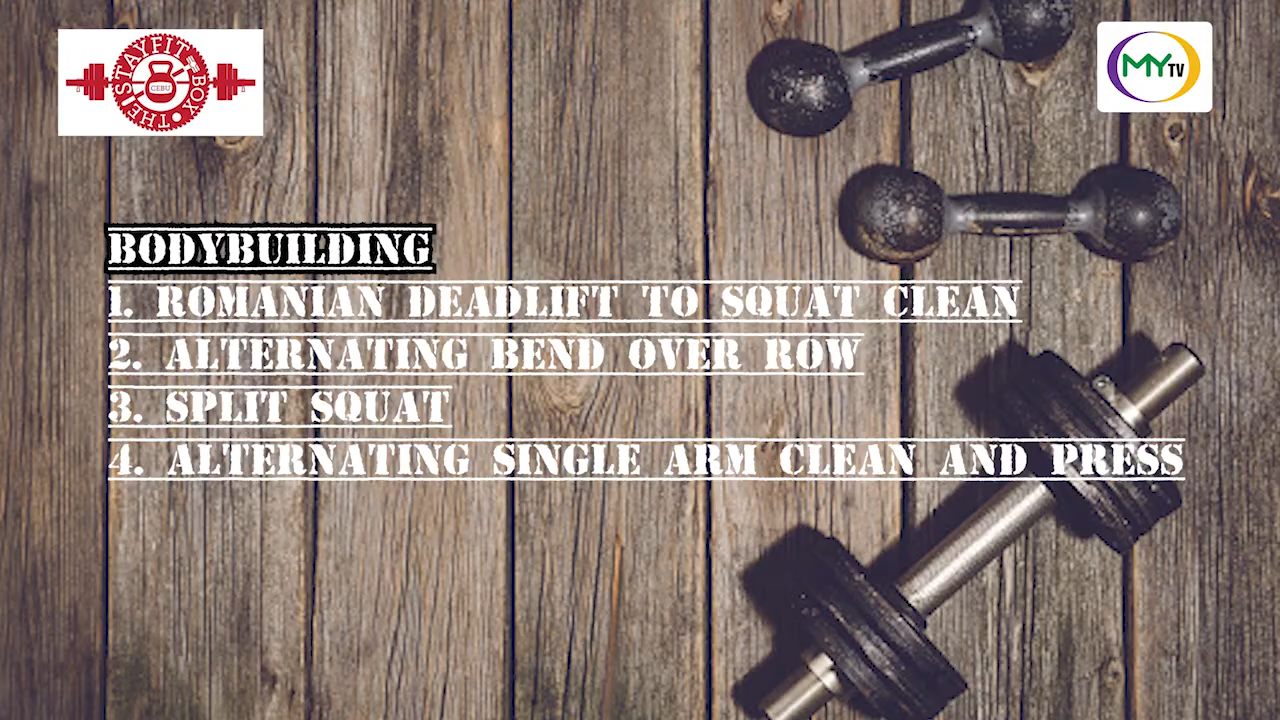 THE STAYFIT BOX
CEBU
MYTV
BODYBUILDING
1. ROMANIAN DEADLIFT TO SQUAT CLEAN
2. ALTERNATING BEND OVER ROW
3. SPLIT SQUAT
4. ALTERNATING SINGLE ARM CLEAN AND PRESS